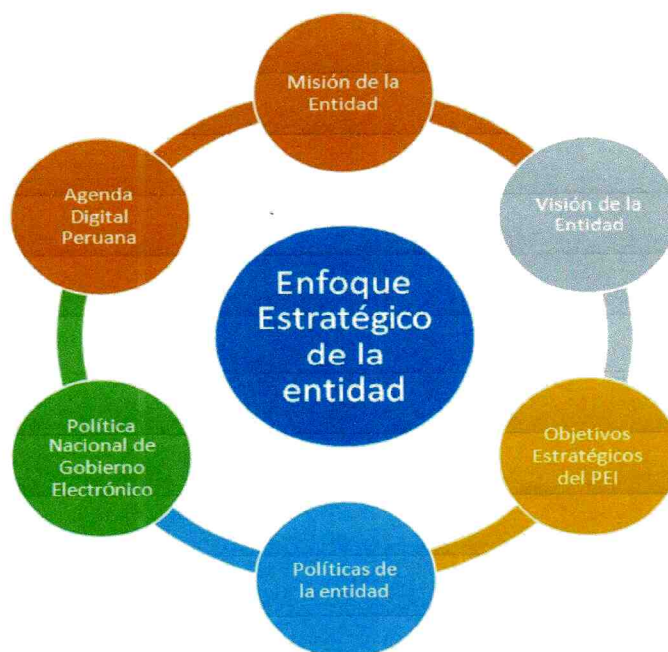 Misión de la
Entidad
Visión de la
Entidad
Objetivos
Estratégicos
del PEI
Políticas de
la entidad
Política
Nacional de
Gobierno
Electrónico
Agenda
Digital
Peruana
Enfoque
Estratégico
de la
entidad